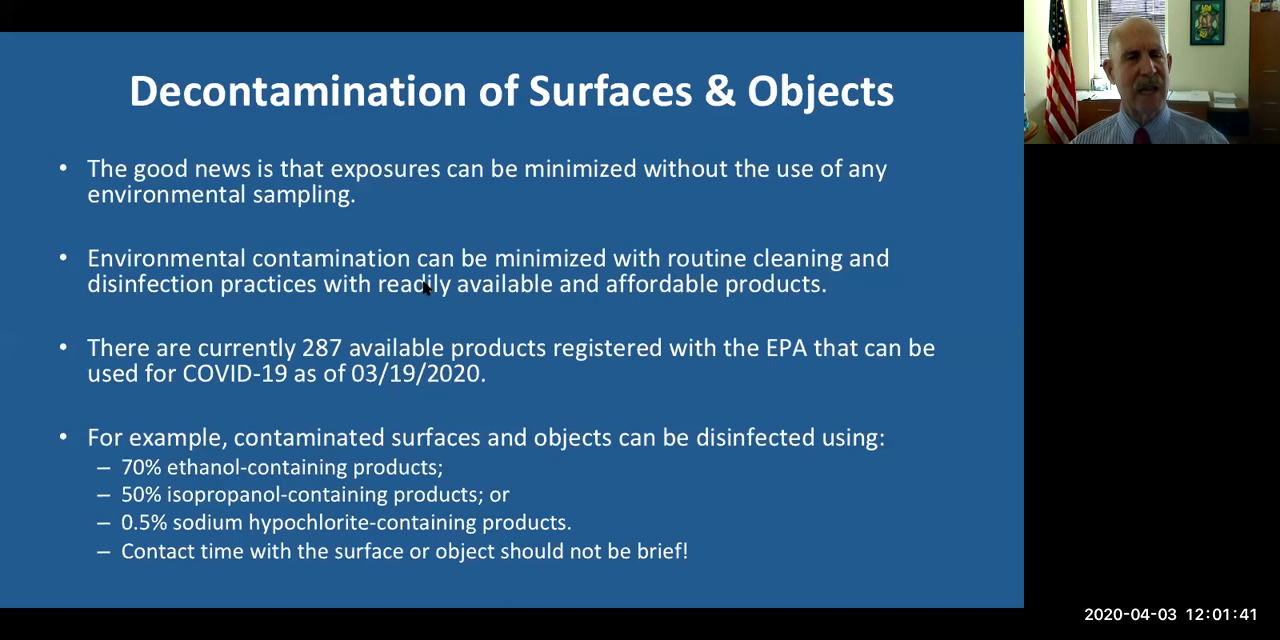 Decontamination of Surfaces & Objects
• The good news is that exposures can be minimized without the use of any
environmental sampling.
• Environmental contamination can be minimized with routine cleaning and
disinfection practices with readily available and affordable products.
• There are currently 287 available products registered with the EPA that can be
used for COVID-19 as of 03/19/2020.
• For example, contaminated surfaces and objects can be disinfected using:
– 70% ethanol-containing products;
– 50% isopropanol-containing products; or
– 0.5% sodium hypochlorite-containing products.
– Contact time with the surface or object should not be brief!
2020-04-03 12:01:41